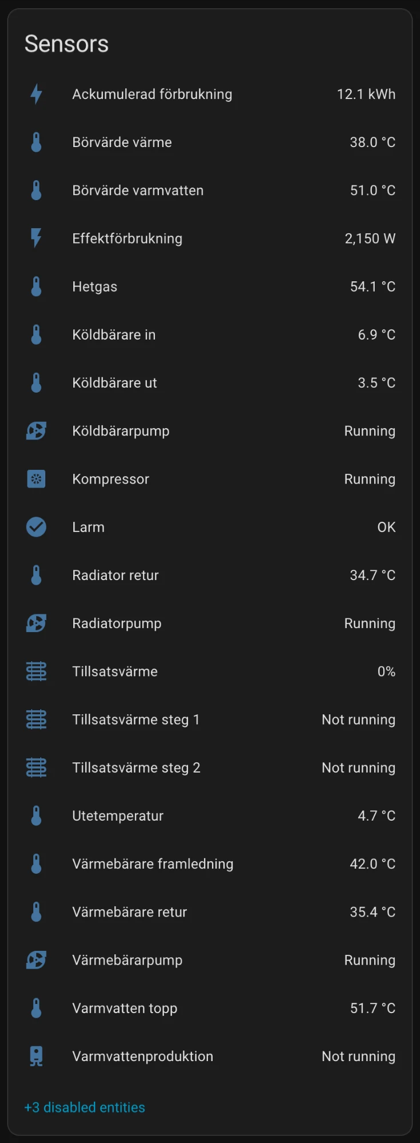 Sensors
Ackumulerad förbrukning 12.1 kWh
Börvärde värme 38.0 °C
Börvärde varmvatten 51.0 °C
Effektförbrukning 2,150 W
Hetgas 54.1 °C
Köldbärare in 6.9 °C
Köldbärare ut 3.5 °C
Köldbärarpump Running
Kompressor Running
Larm OK
Radiator retur 34.7 °C
Radiatorpump Running
Tillsatsvärme 0%
Tillsatsvärme steg 1 Not running
Tillsatsvärme steg 2 Not running
Utetemperatur 4.7 °C
Värmebärare framledning 42.0 °C
Värmebärare retur 35.4 °C
Värmebärarpump Running
Varmvatten topp 51.7 °C
Varmvattenproduktion Not running
+3 disabled entities